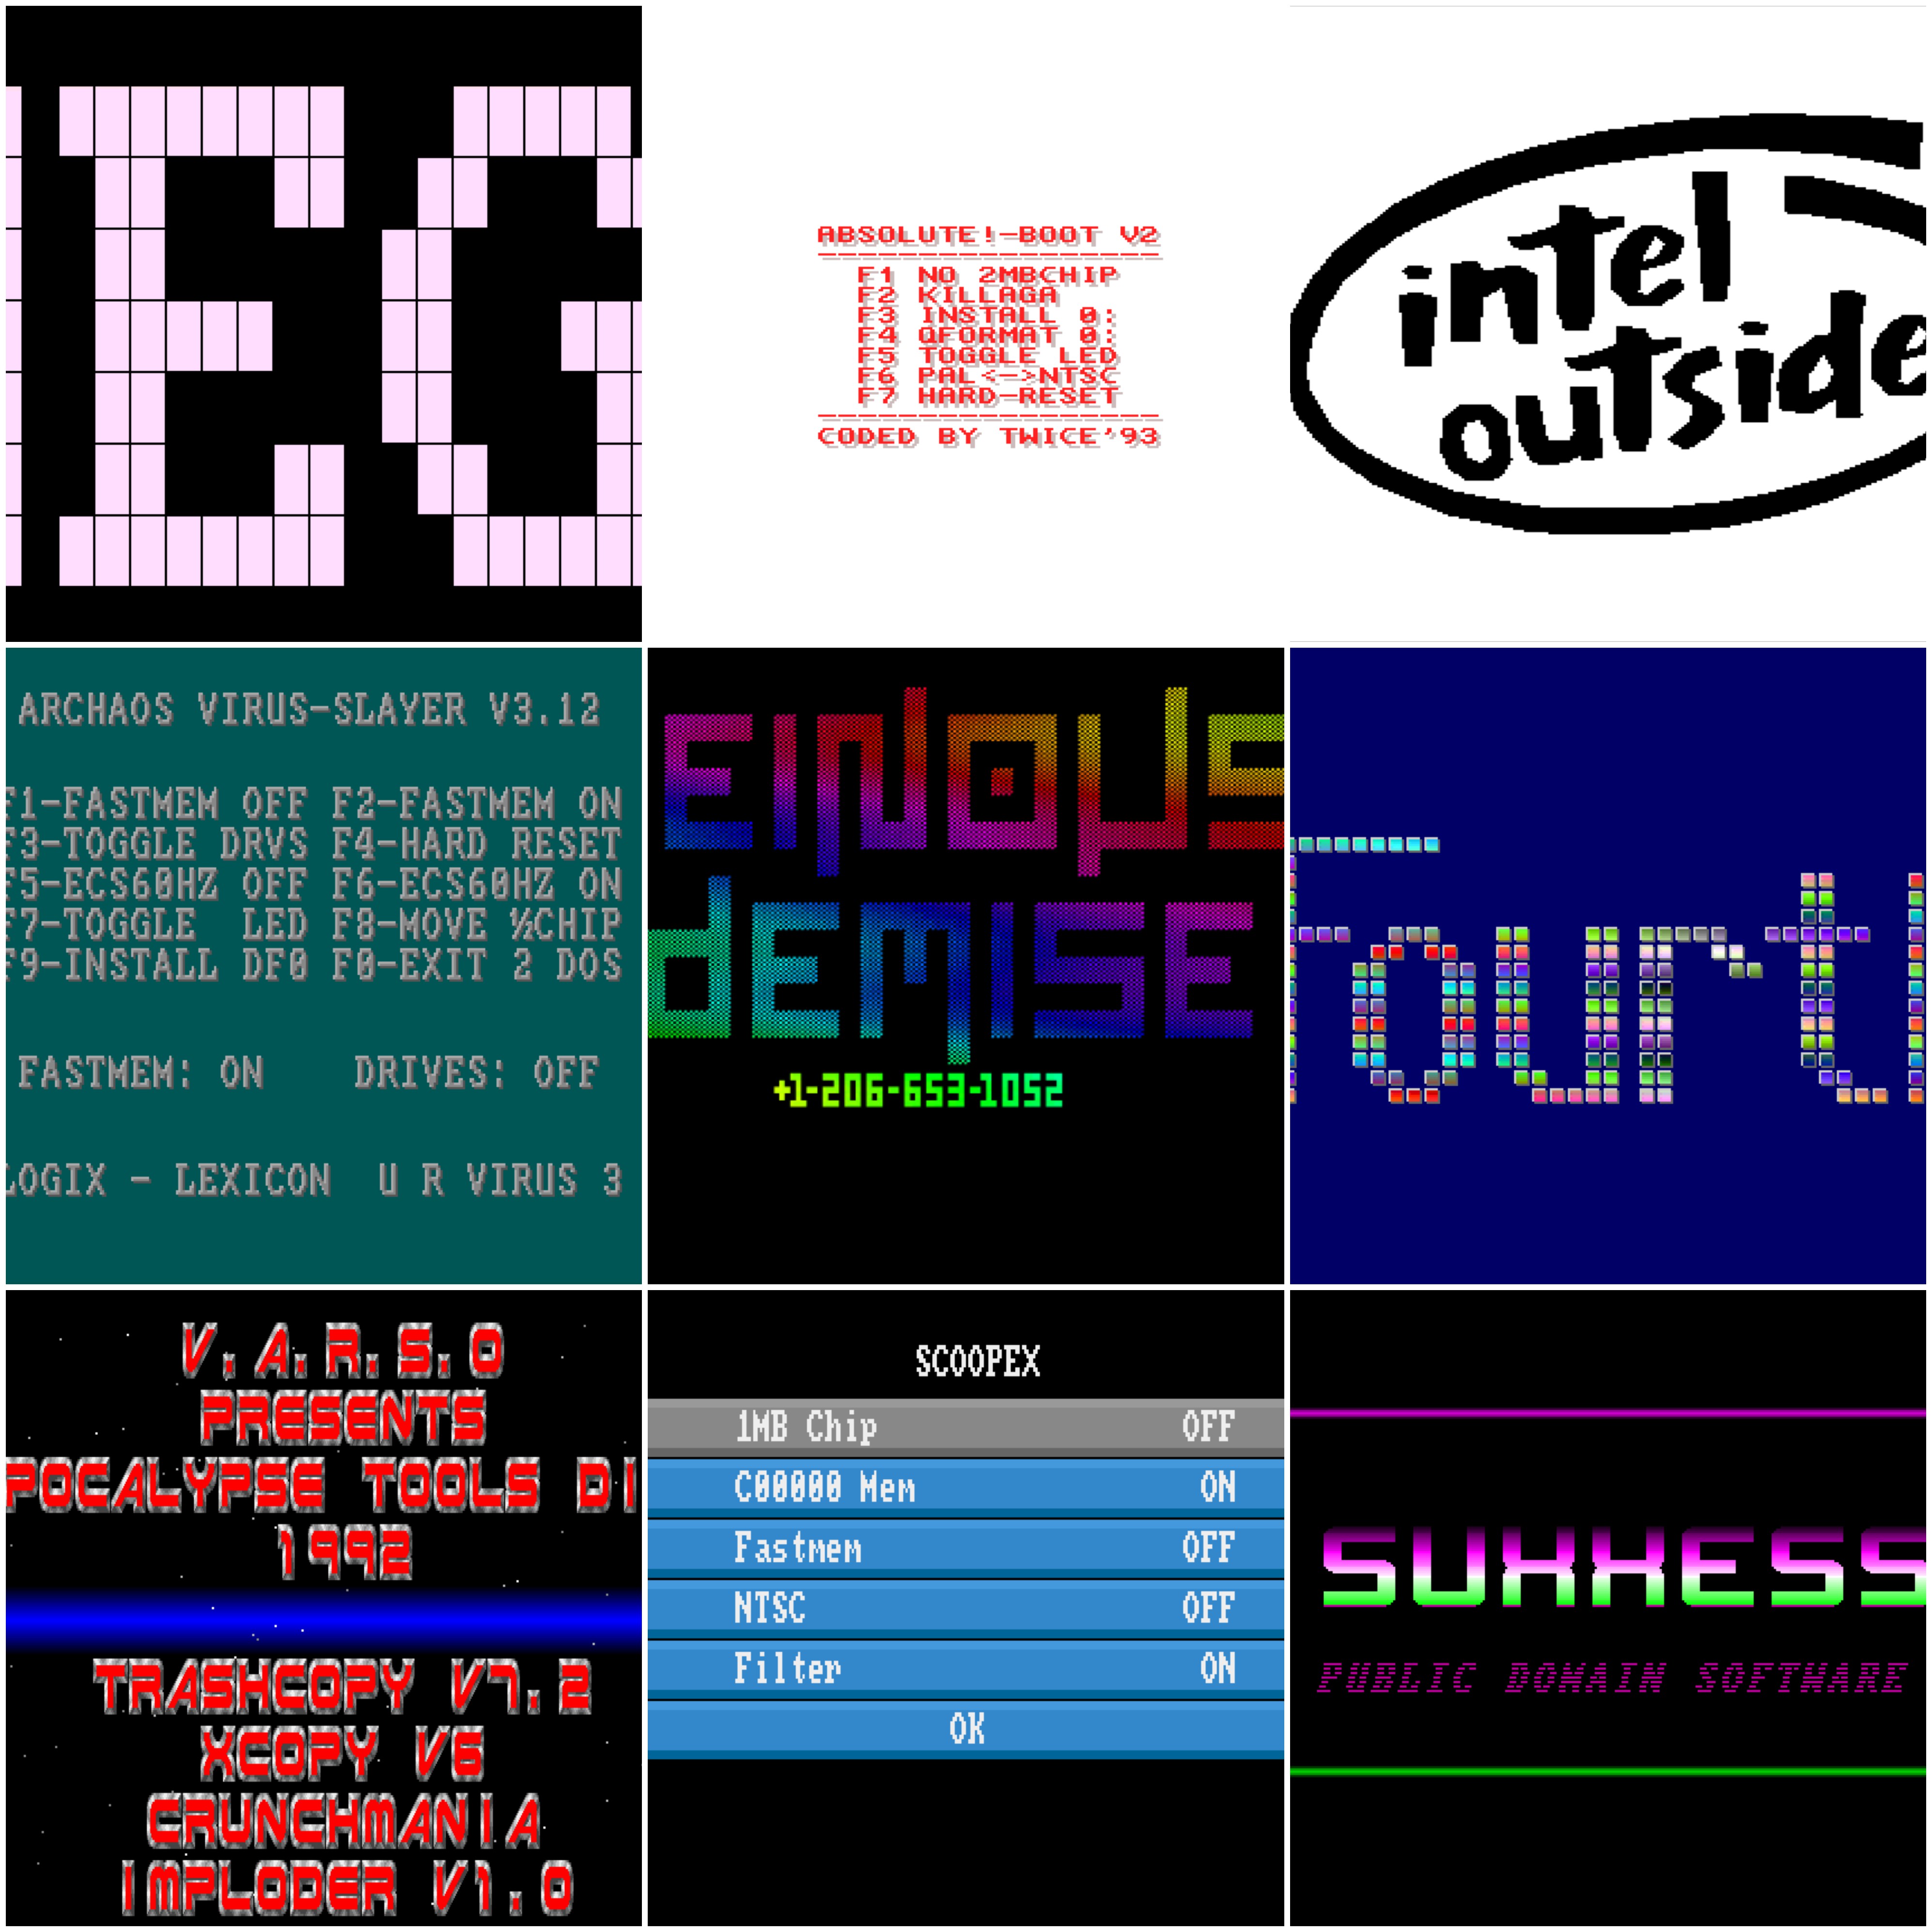 EG
ABSOLUTE!-BOOT V2
F1 NO 2MBCHIP
F2 KILLAGA
F3 INSTALL 0:
F4 QFORMAT 0:
F5 TOGGLE LED
F6 PAL<->NTSC
F7 HARD-RESET
CODED BY TWICE'93
intel
outside
ARCHAOS VIRUS-SLAYER V3.12
F1-FASTMEM OFF F2-FASTMEM ON
F3-TOGGLE DRVS F4-HARD RESET
F5-ECS60HZ OFF F6-ECS60HZ ON
F7-TOGGLE  LED F8-MOVE ½CHIP
F9-INSTALL DF0 F0-EXIT 2 DOS
FASTMEM: ON    DRIVES: OFF
LOGIX - LEXICON  U R VIRUS 3
EINOUS
dEMISE
+1-206-653-1052
ourt
V.A.R.S.O
PRESENTS
POCALYPSE TOOLS DI
1992
TRASHCOPY V7.2
XCOPY V6
CRUNCHMANIA
IMPLODER V1.0
SCOOPEX
1MB Chip OFF
C00000 Mem ON
Fastmem OFF
NTSC OFF
Filter ON
OK
SUXXESS
PUBLIC DOMAIN SOFTWARE